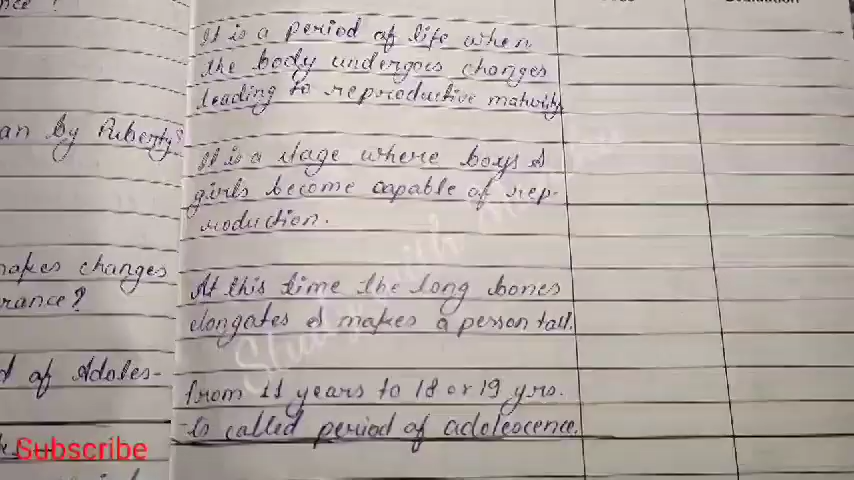 It is a period of life when
the body undergoes changes
leading to reproductive maturity
an by Puberty?
It is a stage where boys &
girls become capable of rep-
roduction.
makes changes
rance?
At this time the long bones
elongates & makes a person tall.
d of Adoles-
from 11 years to 18 or 19 yrs.
Is called period of adolescence.
Subscribe